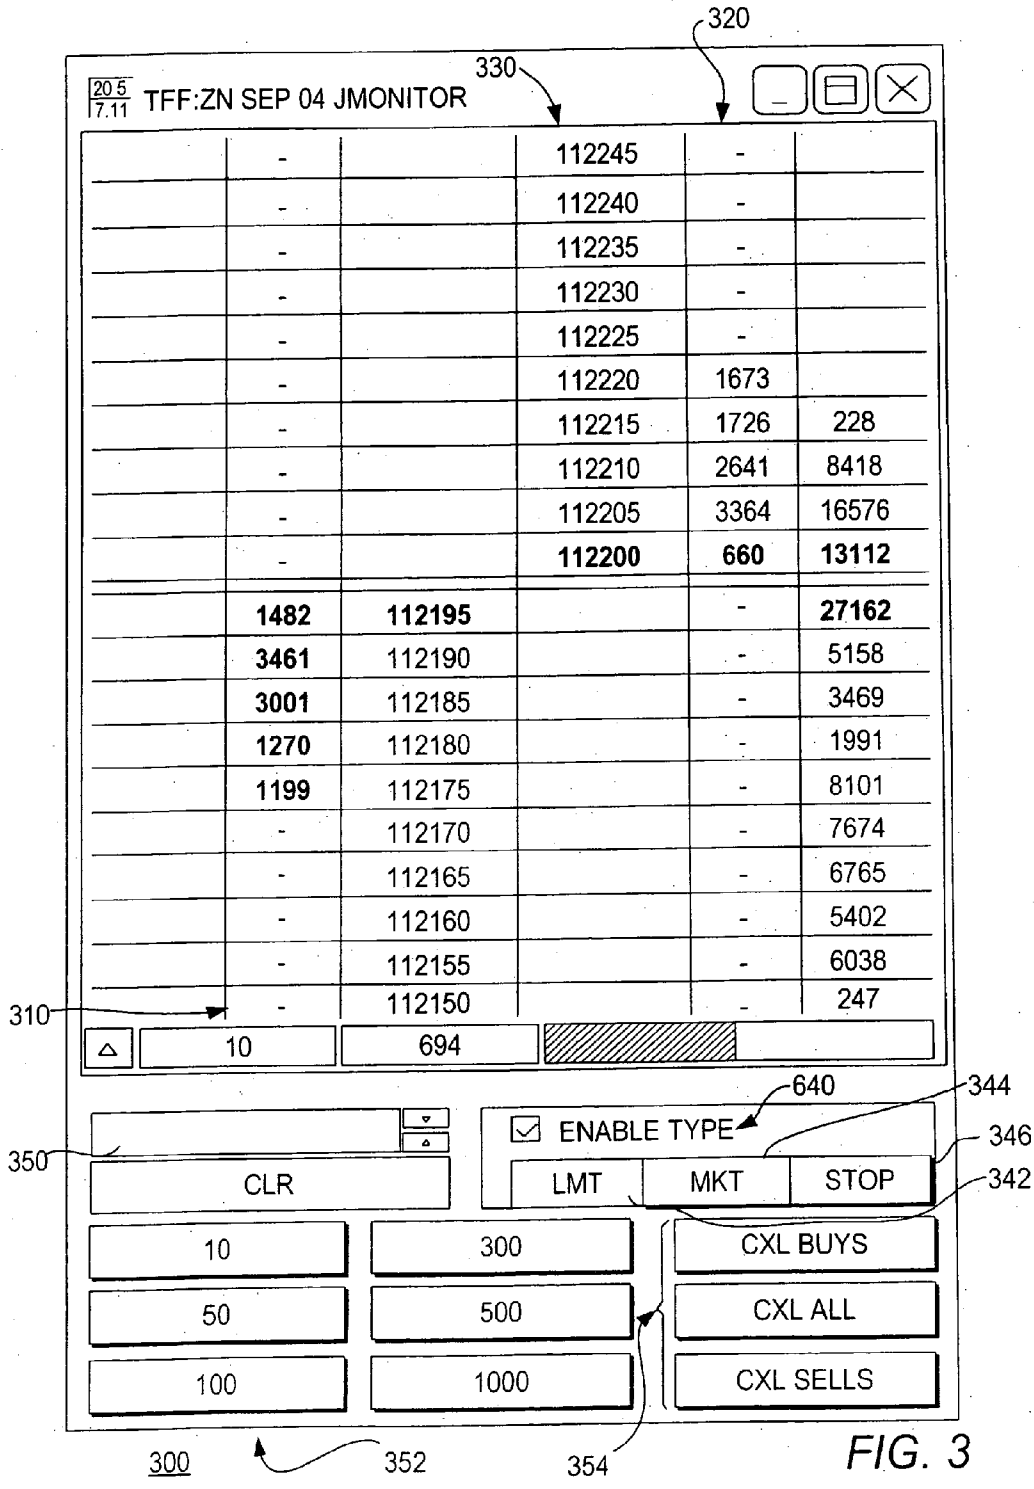 320
330
20 5
7.11
TFF:ZN SEP 04 JMONITOR
- 112245 -
- 112240 -
- 112235 -
- 112230 -
- 112225 -
- 112220 1673
- 112215 1726 228
- 112210 2641 8418
- 112205 3364 16576
- 112200 660 13112
1482 112195 - 27162
3461 112190 - 5158
3001 112185 - 3469
1270 112180 - 1991
1199 112175 - 8101
- 112170 - 7674
- 112165 - 6765
- 112160 - 5402
- 112155 - 6038
- 112150 - 247
310
10 694
640
344
ENABLE TYPE
346
350
CLR
LMT MKT STOP
342
10 300 CXL BUYS
50 500 CXL ALL
100 1000 CXL SELLS
300 352 354
FIG. 3